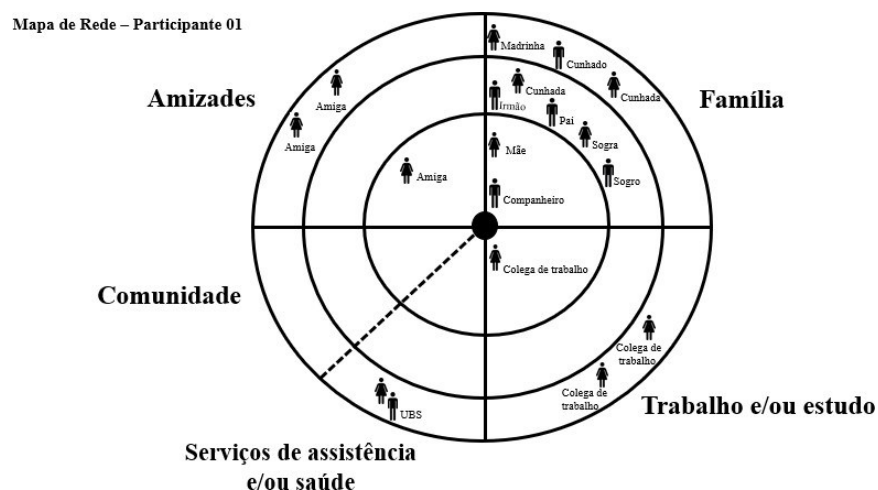 Mapa de Rede – Participante 01
Amizades
Família
Madrinha
Cunhado
Cunhada
Cunhada
Irmão
Pai
Sogra
Sogro
Mãe
Companheiro
Amiga
Amiga
Amiga
Comunidade
Colega de trabalho
Colega de
trabalho
Colega de
trabalho
Trabalho e/ou estudo
UBS
Serviços de assistência
e/ou saúde